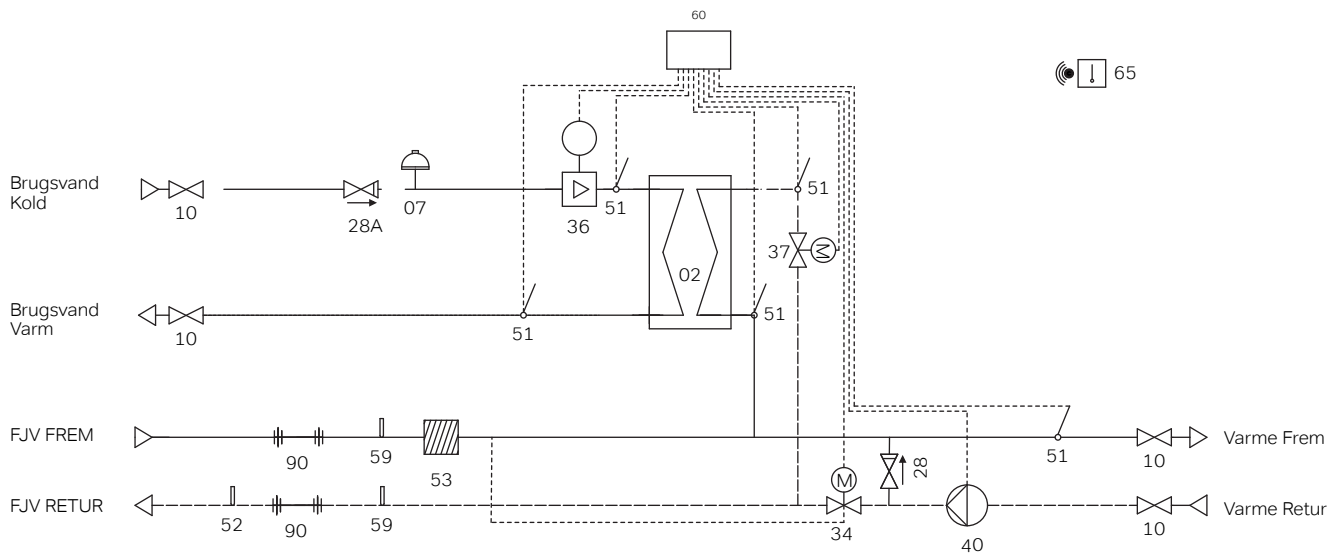 60
65
Brugsvand
Kold
10
28A
07
36
51
51
37
M
02
Brugsvand
Varm
10
51
51
FJV FREM
90
59
53
28
51
10
Varme Frem
M
FJV RETUR
52
90
59
34
40
10
Varme Retur